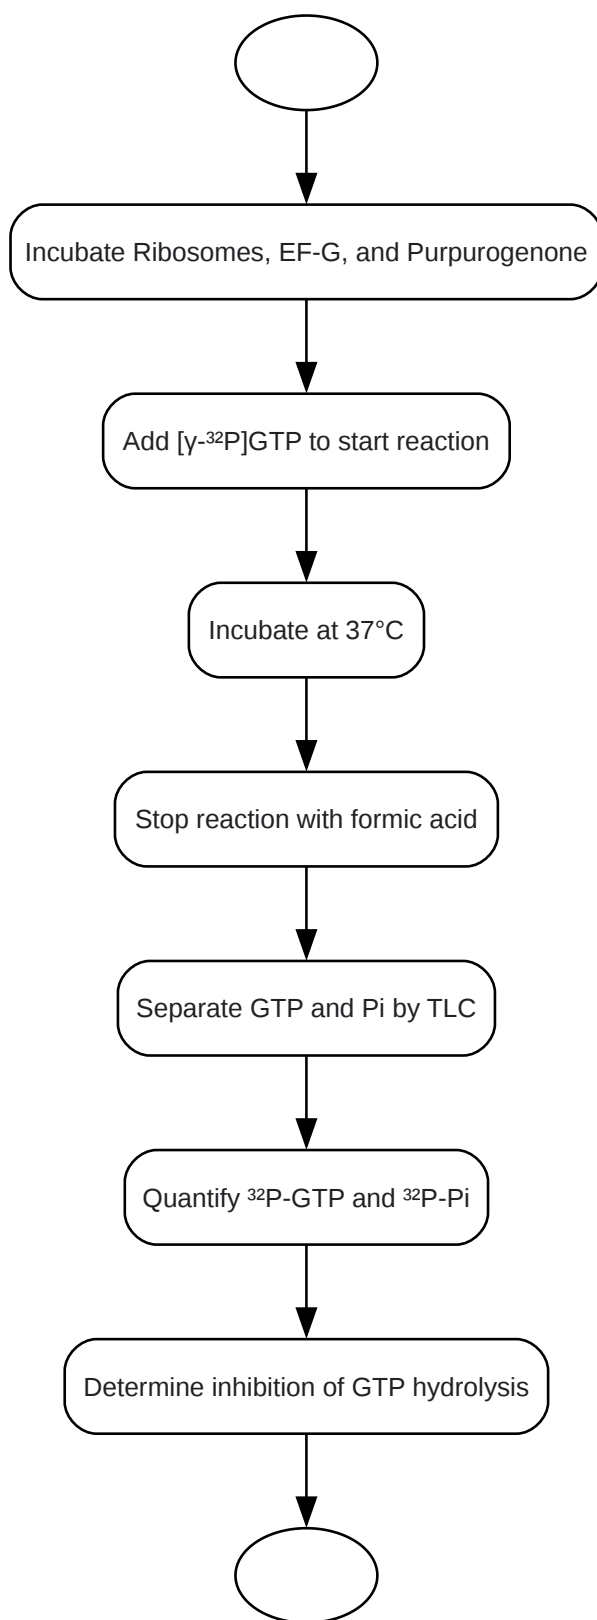 Incubate Ribosomes, EF-G, and Purpurogenone
Add [γ-³²P]GTP to start reaction
Incubate at 37°C
Stop reaction with formic acid
Separate GTP and Pi by TLC
Quantify ³²P-GTP and ³²P-Pi
Determine inhibition of GTP hydrolysis